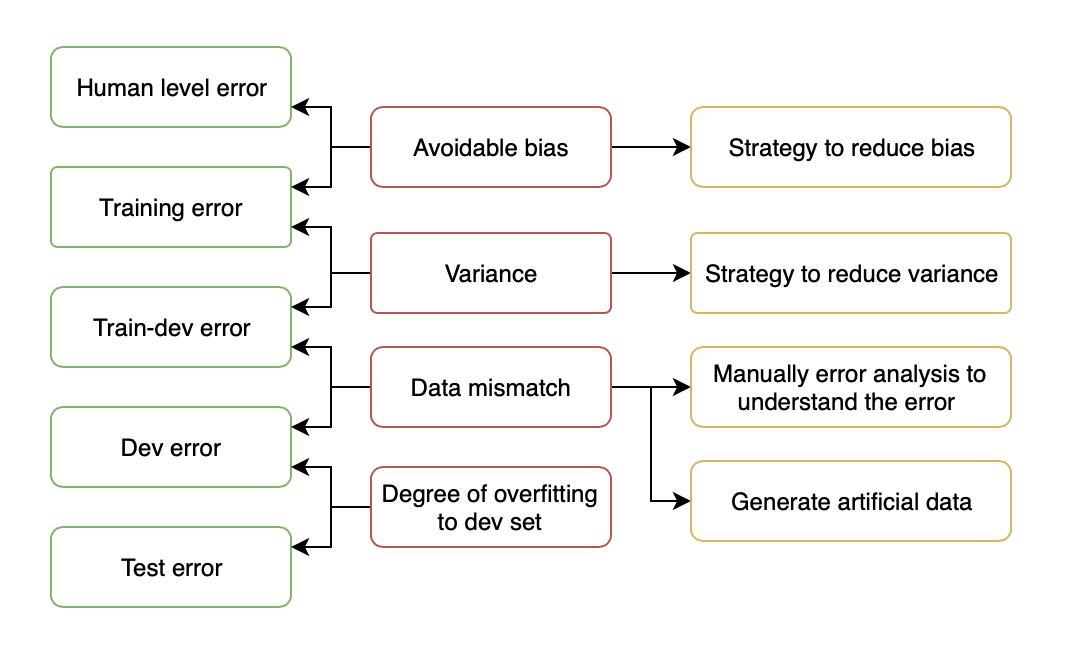 Human level error
Training error
Train-dev error
Dev error
Test error
Avoidable bias
Variance
Data mismatch
Degree of overfitting
to dev set
Strategy to reduce bias
Strategy to reduce variance
Manually error analysis to
understand the error
Generate artificial data